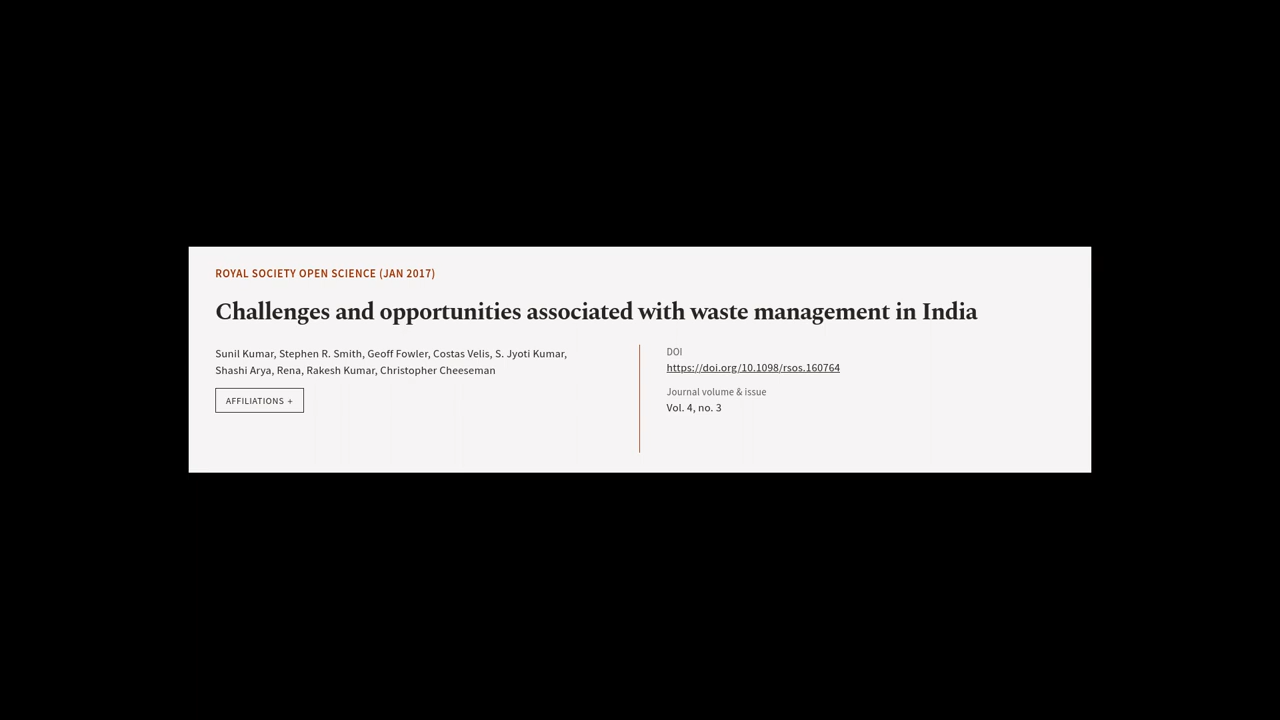 ROYAL SOCIETY OPEN SCIENCE (JAN 2017)
Challenges and opportunities associated with waste management in India
Sunil Kumar, Stephen R. Smith, Geoff Fowler, Costas Velis, S. Jyoti Kumar,
Shashi Arya, Rena, Rakesh Kumar, Christopher Cheeseman
AFFILIATIONS +
DOI
https://doi.org/10.1098/rsos.160764
Journal volume & issue
Vol. 4, no. 3